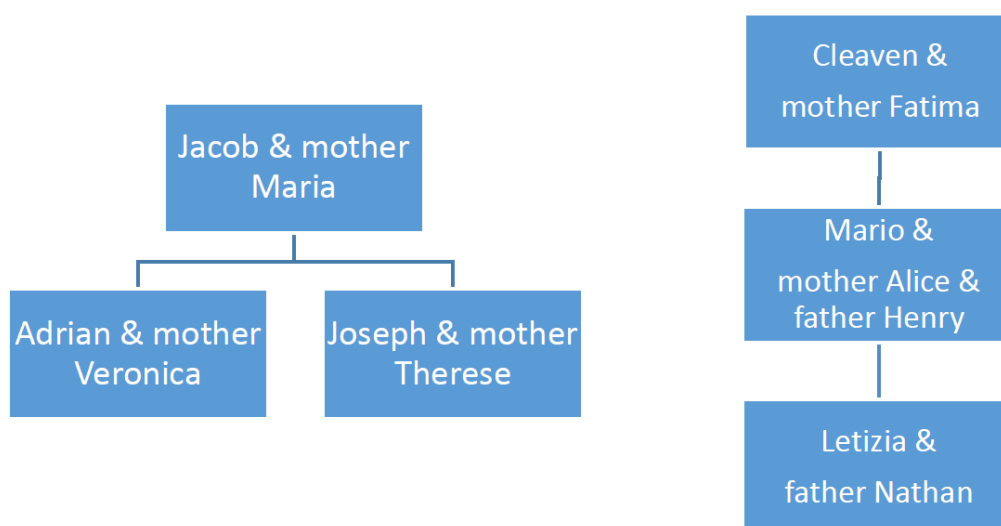 Jacob & mother
Maria
Adrian & mother
Veronica
Joseph & mother
Therese
Cleaven &
mother Fatima
Mario &
mother Alice &
father Henry
Letizia &
father Nathan